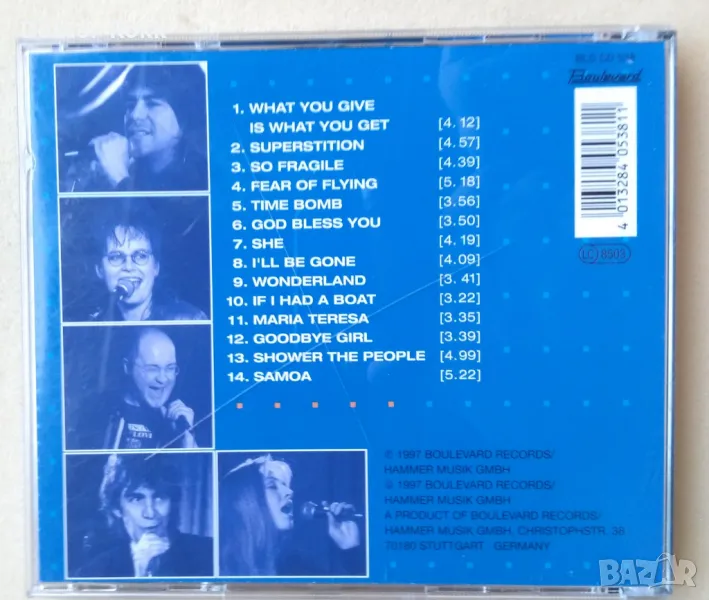 Boulevard
1. WHAT YOU GIVE
IS WHAT YOU GET [4. 12]
2. SUPERSTITION [4.57]
3. SO FRAGILE [4.39]
4. FEAR OF FLYING [5. 18]
5. TIME BOMB [3.56]
6. GOD BLESS YOU [3.50]
7. SHE [4. 19]
8. I'LL BE GONE [4.09]
9. WONDERLAND [3. 41]
10. IF I HAD A BOAT [3.22]
11. MARIA TERESA [3.35]
12. GOODBYE GIRL [3.39]
13. SHOWER THE PEOPLE [4.99]
14. SAMOA [5.22]
4 013284 053811
LC 8503
© 1997 BOULEVARD RECORDS/
HAMMER MUSIK GMBH
℗ 1997 BOULEVARD RECORDS/
HAMMER MUSIK GMBH
A PRODUCT OF BOULEVARD RECORDS/
HAMMER MUSIK GMBH, CHRISTOPHSTR. 38
70180 STUTTGART - GERMANY
BAZAR